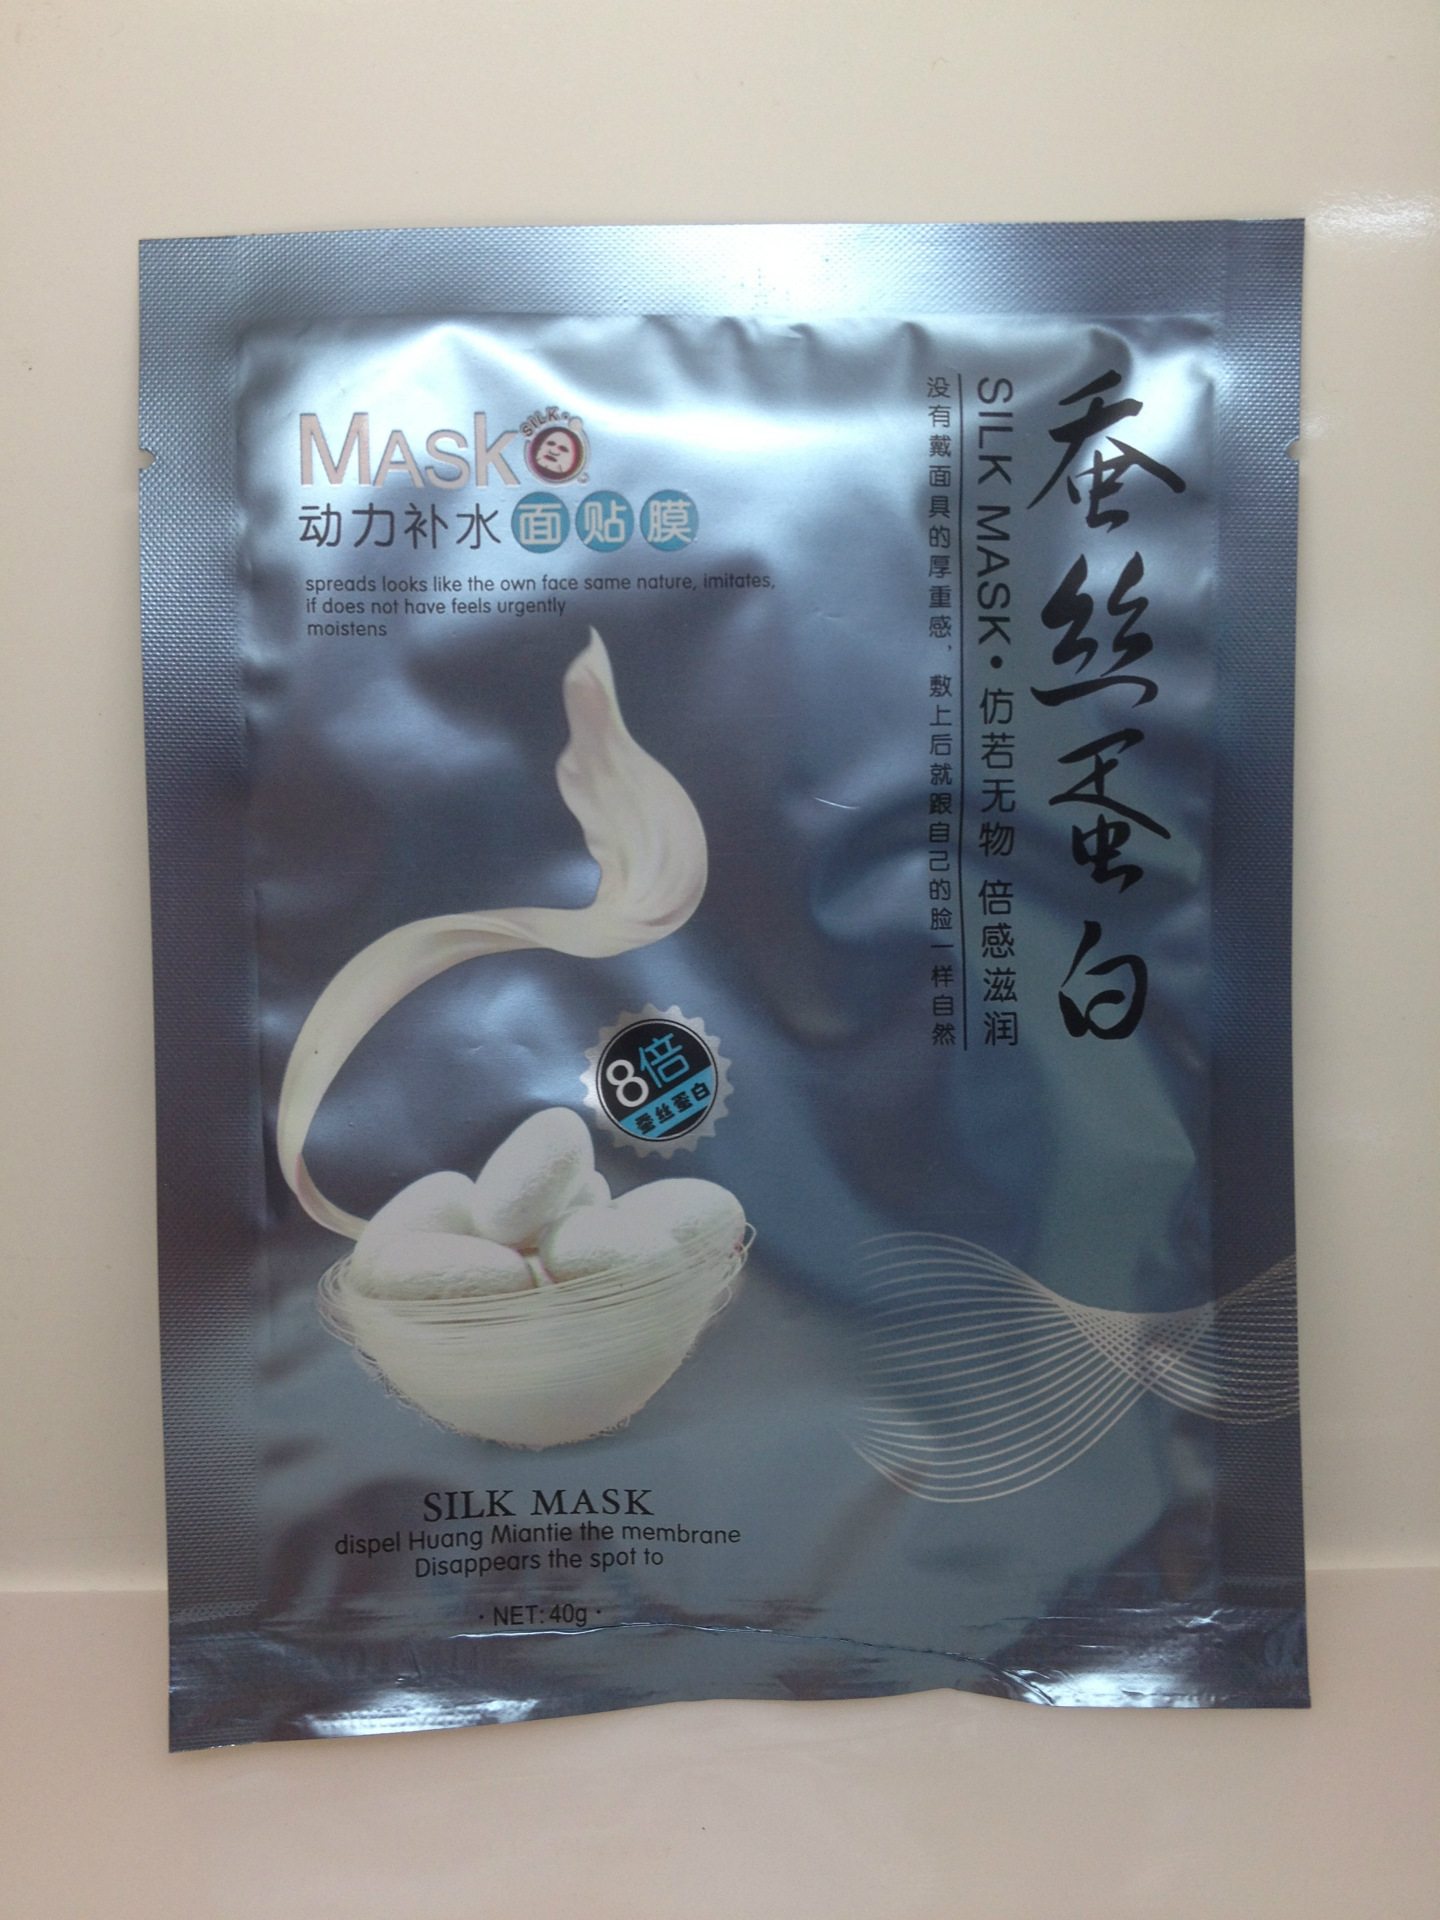 MASK
SILK
动力补水面贴膜
spreads looks like the own face same nature, imitates,
if does not have feels urgently
moistens
蚕丝蛋白
SILK MASK·仿若无物 倍感滋润
没有戴面具的厚重感，敷上后就跟自己的脸一样自然
8倍
蚕丝蛋白
SILK MASK
dispel Huang Miantie the membrane
Disappears the spot to
·NET:40g·